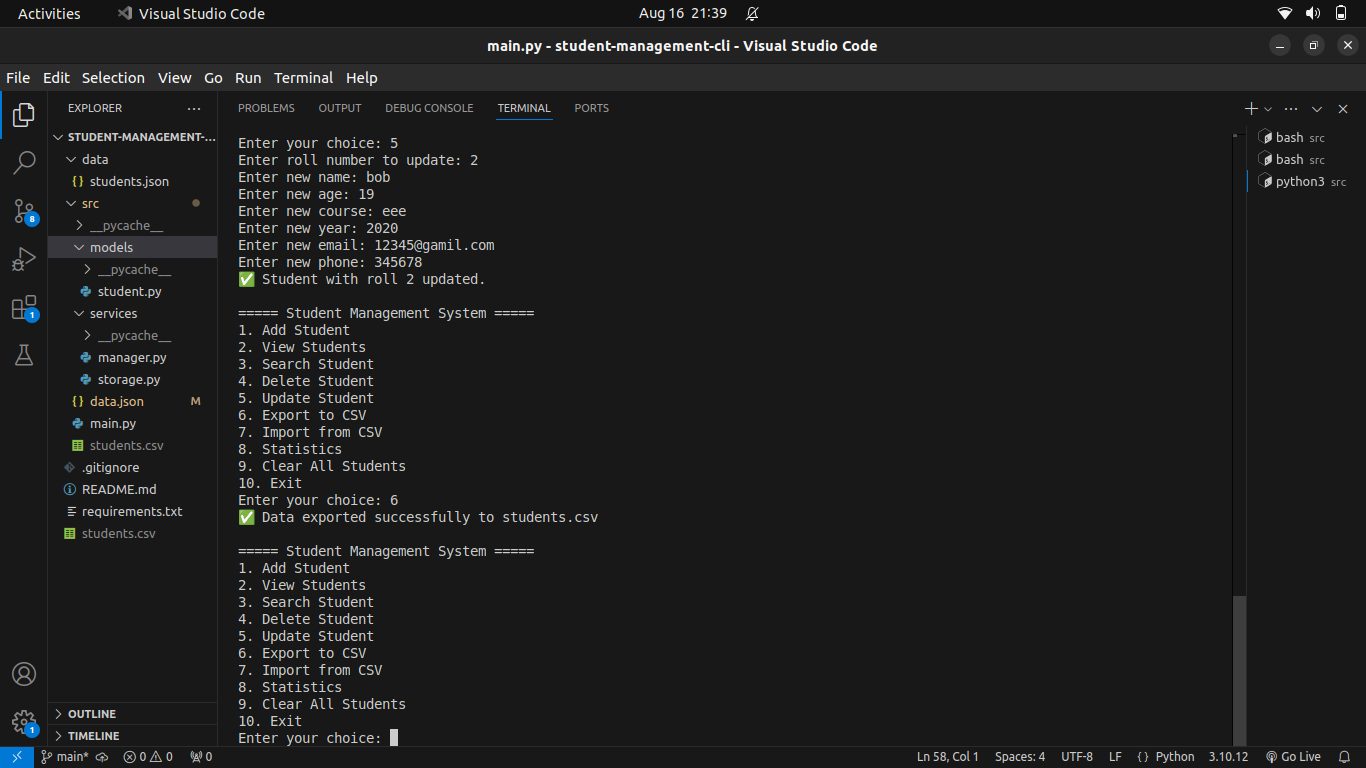 Activities Visual Studio Code Aug 16 21:39
main.py - student-management-cli - Visual Studio Code
File Edit Selection View Go Run Terminal Help
EXPLORER
STUDENT-MANAGEMENT-...
data
students.json
src
__pycache__
models
__pycache__
student.py
services
__pycache__
manager.py
storage.py
data.json M
main.py
students.csv
.gitignore
README.md
requirements.txt
students.csv
OUTLINE
TIMELINE
8
1
1
PROBLEMS OUTPUT DEBUG CONSOLE TERMINAL PORTS
Enter your choice: 5
Enter roll number to update: 2
Enter new name: bob
Enter new age: 19
Enter new course: eee
Enter new year: 2020
Enter new email: 12345@gamil.com
Enter new phone: 345678
✅ Student with roll 2 updated.
===== Student Management System =====
1. Add Student
2. View Students
3. Search Student
4. Delete Student
5. Update Student
6. Export to CSV
7. Import from CSV
8. Statistics
9. Clear All Students
10. Exit
Enter your choice: 6
✅ Data exported successfully to students.csv
===== Student Management System =====
1. Add Student
2. View Students
3. Search Student
4. Delete Student
5. Update Student
6. Export to CSV
7. Import from CSV
8. Statistics
9. Clear All Students
10. Exit
Enter your choice:
bash src
bash src
python3 src
main* 0 0 0 Ln 58, Col 1 Spaces: 4 UTF-8 LF { } Python 3.10.12 Go Live